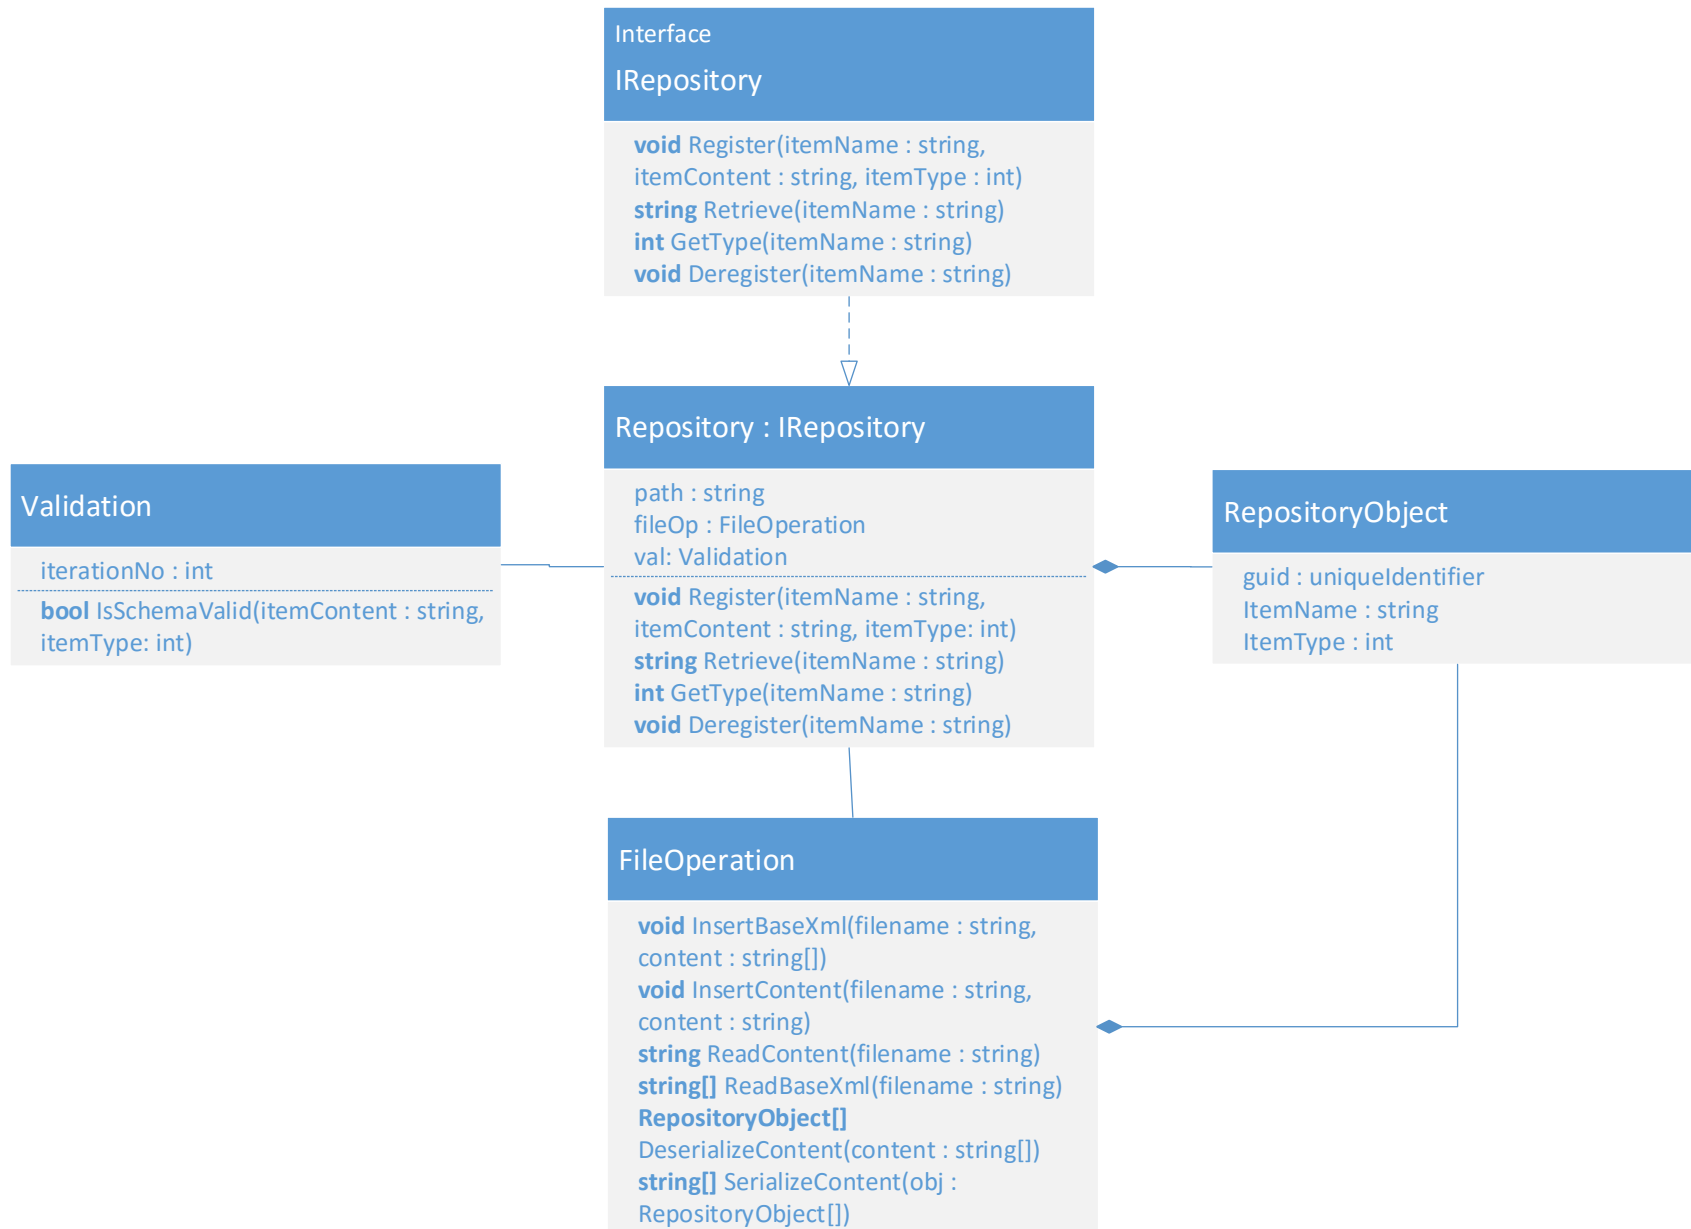 Interface
IRepository
void Register(itemName : string,
itemContent : string, itemType : int)
string Retrieve(itemName : string)
int GetType(itemName : string)
void Deregister(itemName : string)
Repository : IRepository
path : string
fileOp : FileOperation
val: Validation
void Register(itemName : string,
itemContent : string, itemType: int)
string Retrieve(itemName : string)
int GetType(itemName : string)
void Deregister(itemName : string)
Validation
iterationNo : int
bool IsSchemaValid(itemContent : string,
itemType: int)
RepositoryObject
guid : uniqueIdentifier
ItemName : string
ItemType : int
FileOperation
void InsertBaseXml(filename : string,
content : string[])
void InsertContent(filename : string,
content : string)
string ReadContent(filename : string)
string[] ReadBaseXml(filename : string)
RepositoryObject[]
DeserializeContent(content : string[])
string[] SerializeContent(obj :
RepositoryObject[])